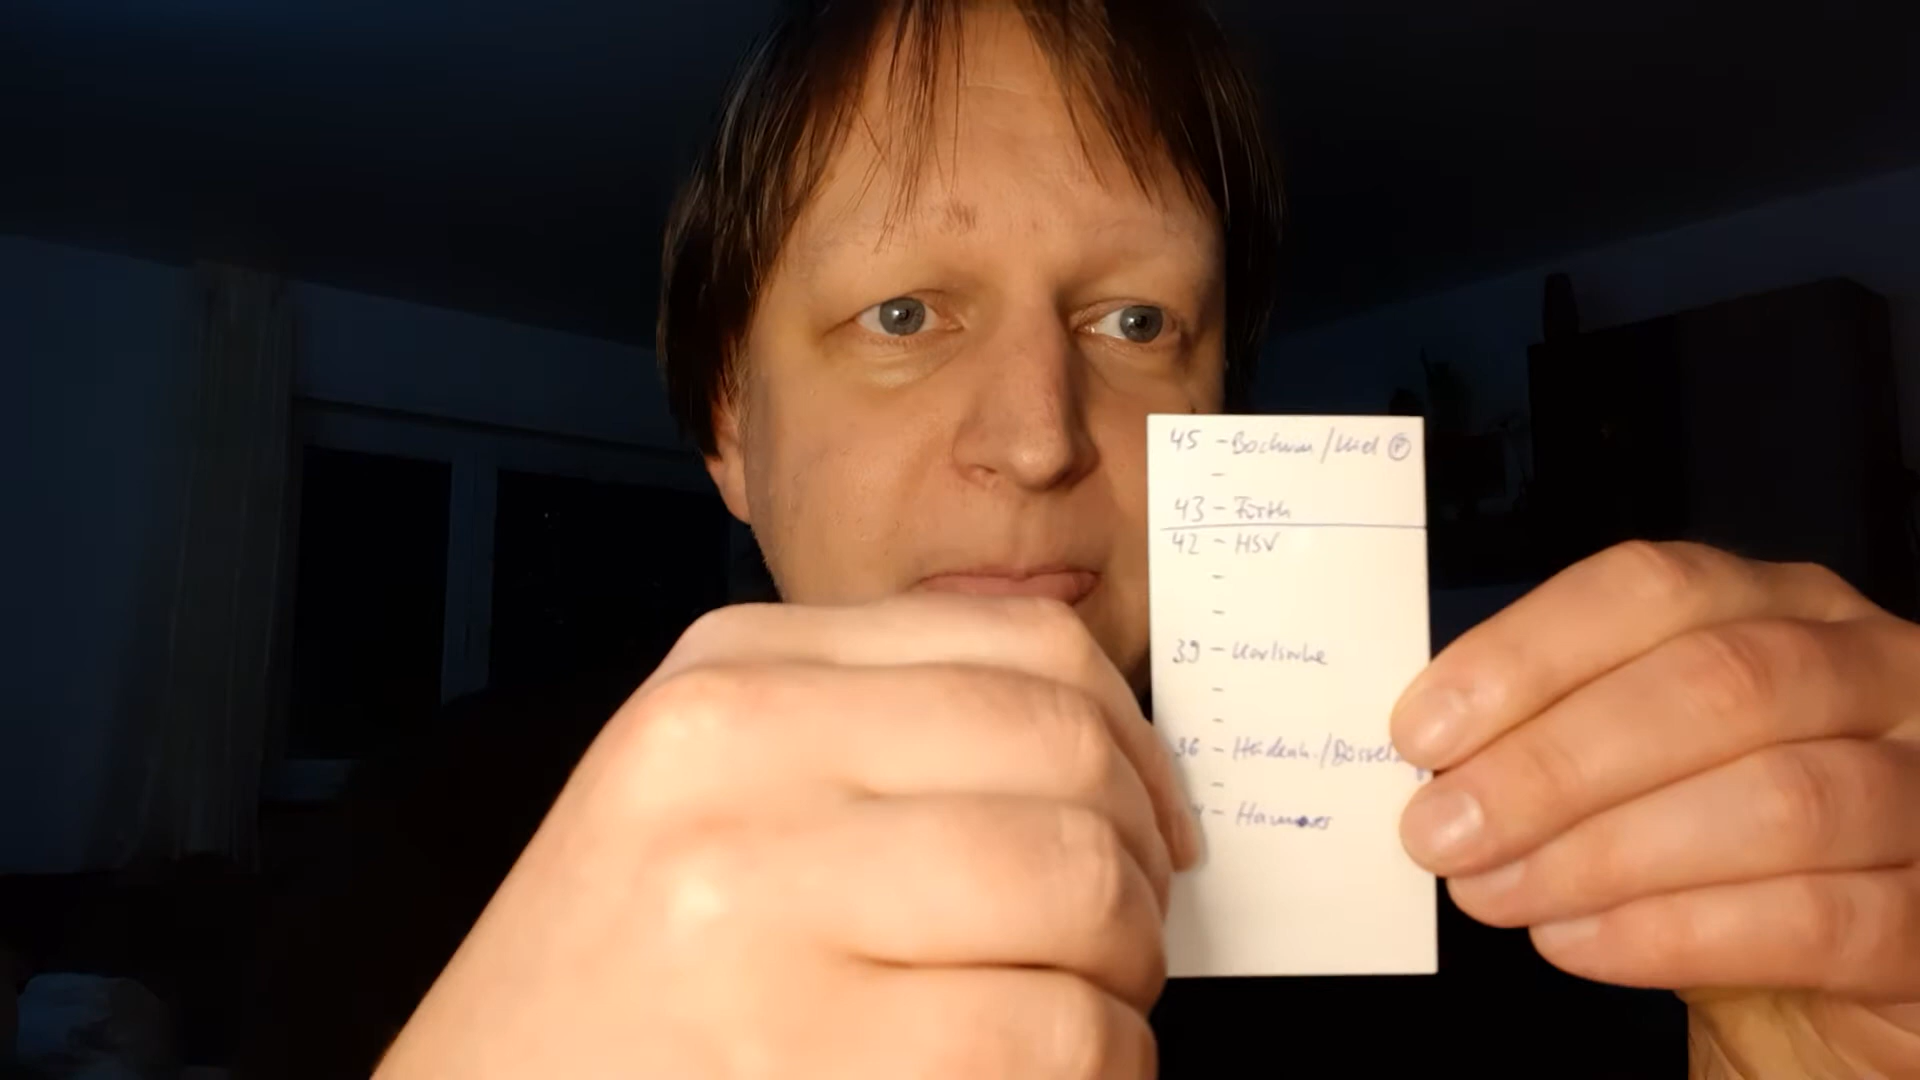 45 - Bochum/Kiel (P)
-
43 - Fürth
42 - HSV
-
-
39 - Karlsruhe
-
-
36 - Heidenh./Düsseld
-
- Hannover